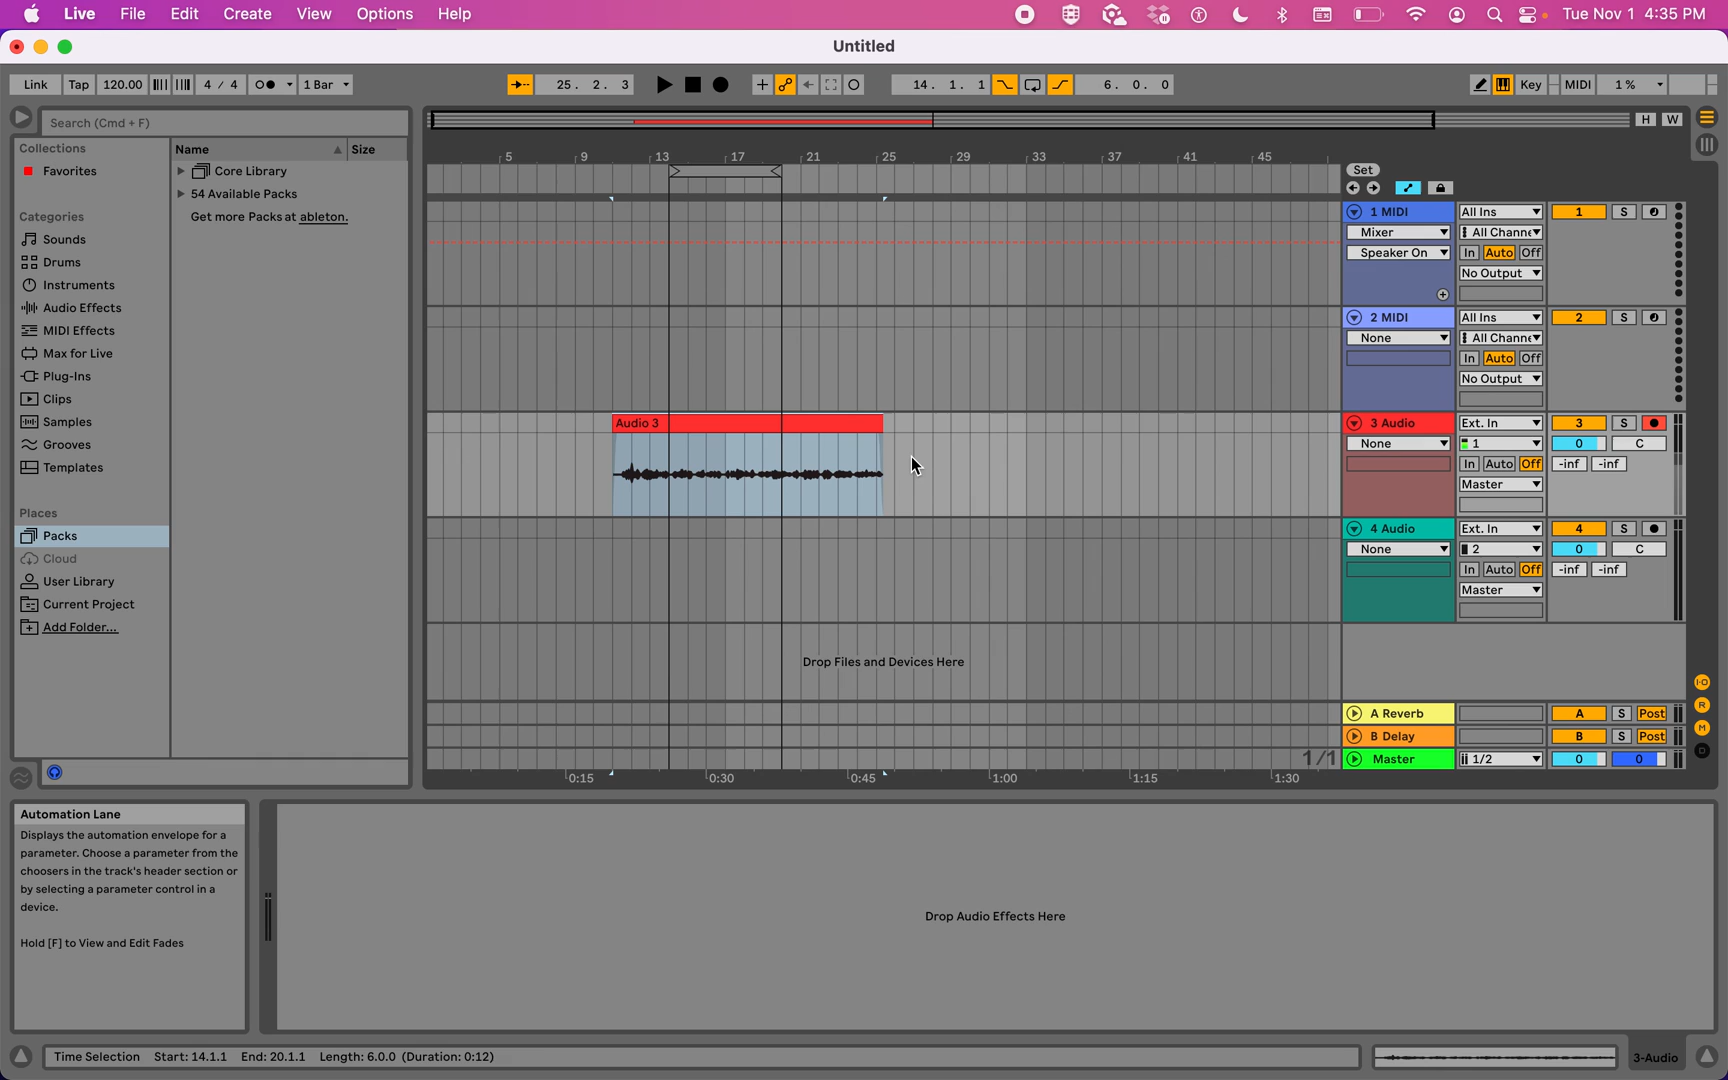 Live File Edit Create View Options Help Tue Nov 1 4:35 PM
Untitled
Link Tap 120.00 4 / 4 1 Bar 25. 2. 3 14. 1. 1 6. 0. 0 Key MIDI 1 %
Search (Cmd + F)
H W
Collections Name Size
Favorites
Core Library
54 Available Packs
Get more Packs at ableton.
Categories
Sounds
Drums
Instruments
Audio Effects
MIDI Effects
Max for Live
Plug-Ins
Clips
Samples
Grooves
Templates
Places
Packs
Cloud
User Library
Current Project
Add Folder...
5 9 13 17 21 25 29 33 37 41 45
Set
1 MIDI All Ins 1 S
Mixer All Channe
Speaker On In Auto Off
No Output
2 MIDI All Ins 2 S
None All Channe
In Auto Off
No Output
Audio 3
3 Audio Ext. In 3 S
None 1 0 C
In Auto Off -inf -inf
Master
4 Audio Ext. In 4 S
None 2 0 C
In Auto Off -inf -inf
Master
Drop Files and Devices Here
A Reverb A S Post
B Delay B S Post
1/1 Master 1/2 0 0
0:15 0:30 0:45 1:00 1:15 1:30
I·O
R
M
D
Automation Lane
Displays the automation envelope for a
parameter. Choose a parameter from the
choosers in the track's header section or
by selecting a parameter control in a
device.
Hold [F] to View and Edit Fades
Drop Audio Effects Here
Time Selection Start: 14.1.1 End: 20.1.1 Length: 6.0.0 (Duration: 0:12)
3-Audio